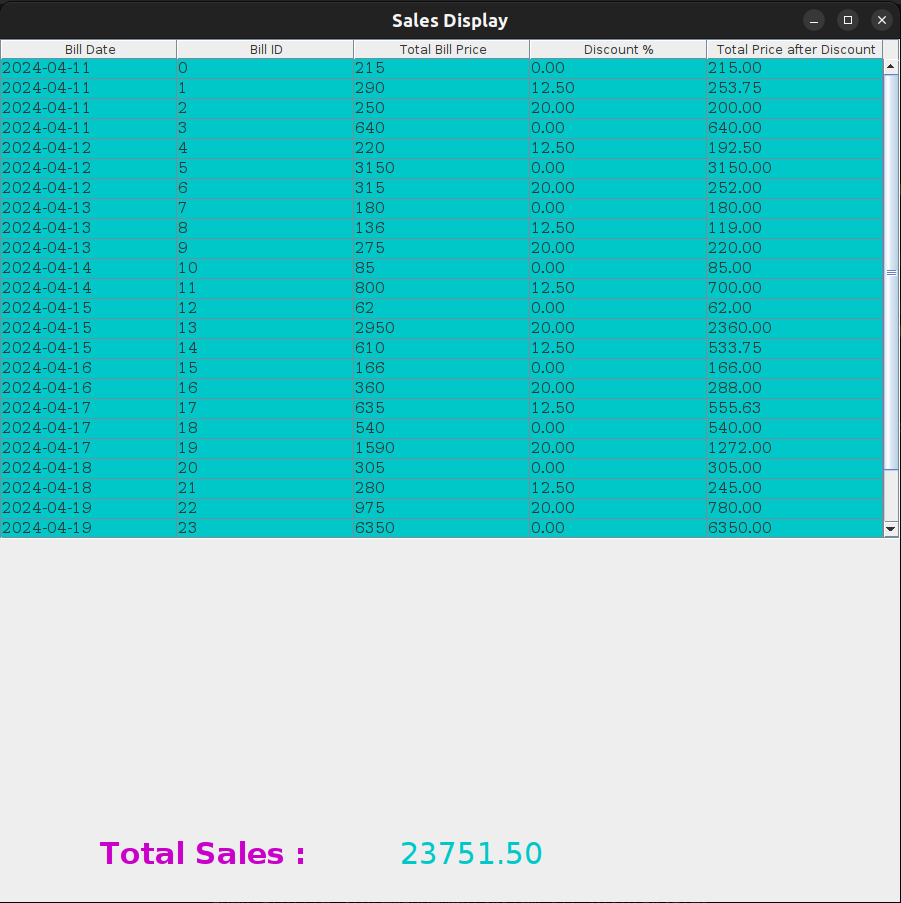 Sales Display
Bill Date Bill ID Total Bill Price Discount % Total Price after Discount
2024-04-11 0 215 0.00 215.00
2024-04-11 1 290 12.50 253.75
2024-04-11 2 250 20.00 200.00
2024-04-11 3 640 0.00 640.00
2024-04-12 4 220 12.50 192.50
2024-04-12 5 3150 0.00 3150.00
2024-04-12 6 315 20.00 252.00
2024-04-13 7 180 0.00 180.00
2024-04-13 8 136 12.50 119.00
2024-04-13 9 275 20.00 220.00
2024-04-14 10 85 0.00 85.00
2024-04-14 11 800 12.50 700.00
2024-04-15 12 62 0.00 62.00
2024-04-15 13 2950 20.00 2360.00
2024-04-15 14 610 12.50 533.75
2024-04-16 15 166 0.00 166.00
2024-04-16 16 360 20.00 288.00
2024-04-17 17 635 12.50 555.63
2024-04-17 18 540 0.00 540.00
2024-04-17 19 1590 20.00 1272.00
2024-04-18 20 305 0.00 305.00
2024-04-18 21 280 12.50 245.00
2024-04-19 22 975 20.00 780.00
2024-04-19 23 6350 0.00 6350.00
Total Sales : 23751.50